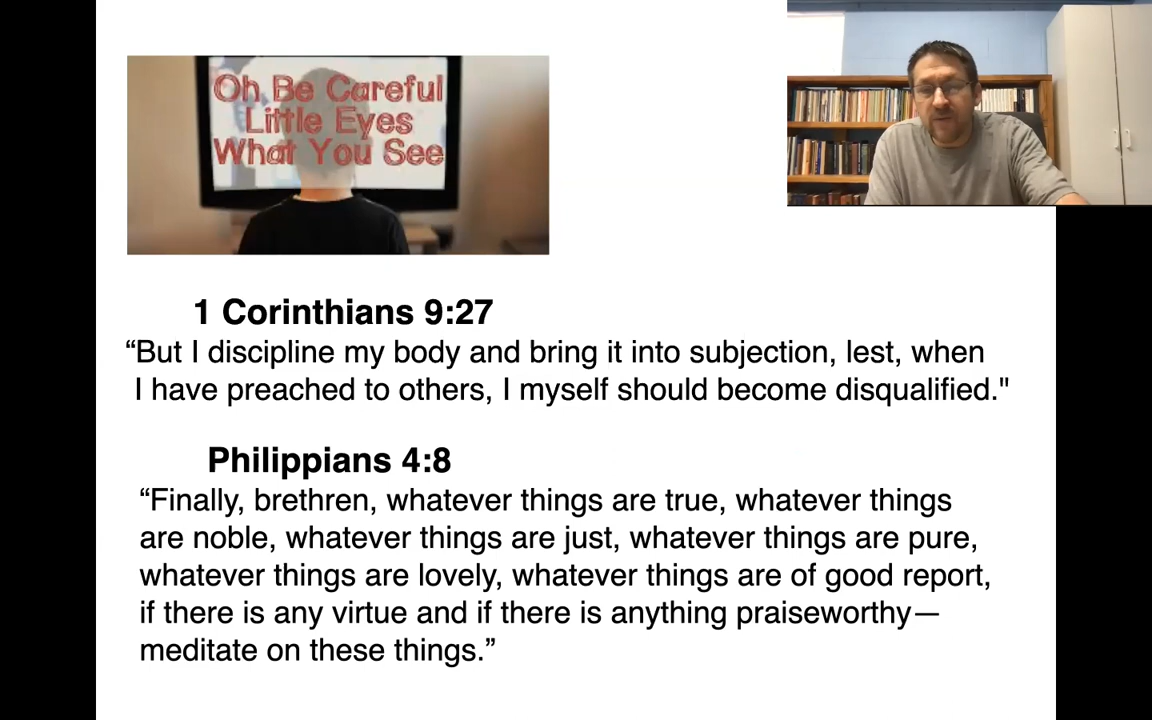 Oh Be Careful
Little Eyes
What You See
1 Corinthians 9:27
“But I discipline my body and bring it into subjection, lest, when
I have preached to others, I myself should become disqualified."
Philippians 4:8
“Finally, brethren, whatever things are true, whatever things
are noble, whatever things are just, whatever things are pure,
whatever things are lovely, whatever things are of good report,
if there is any virtue and if there is anything praiseworthy—
meditate on these things.”